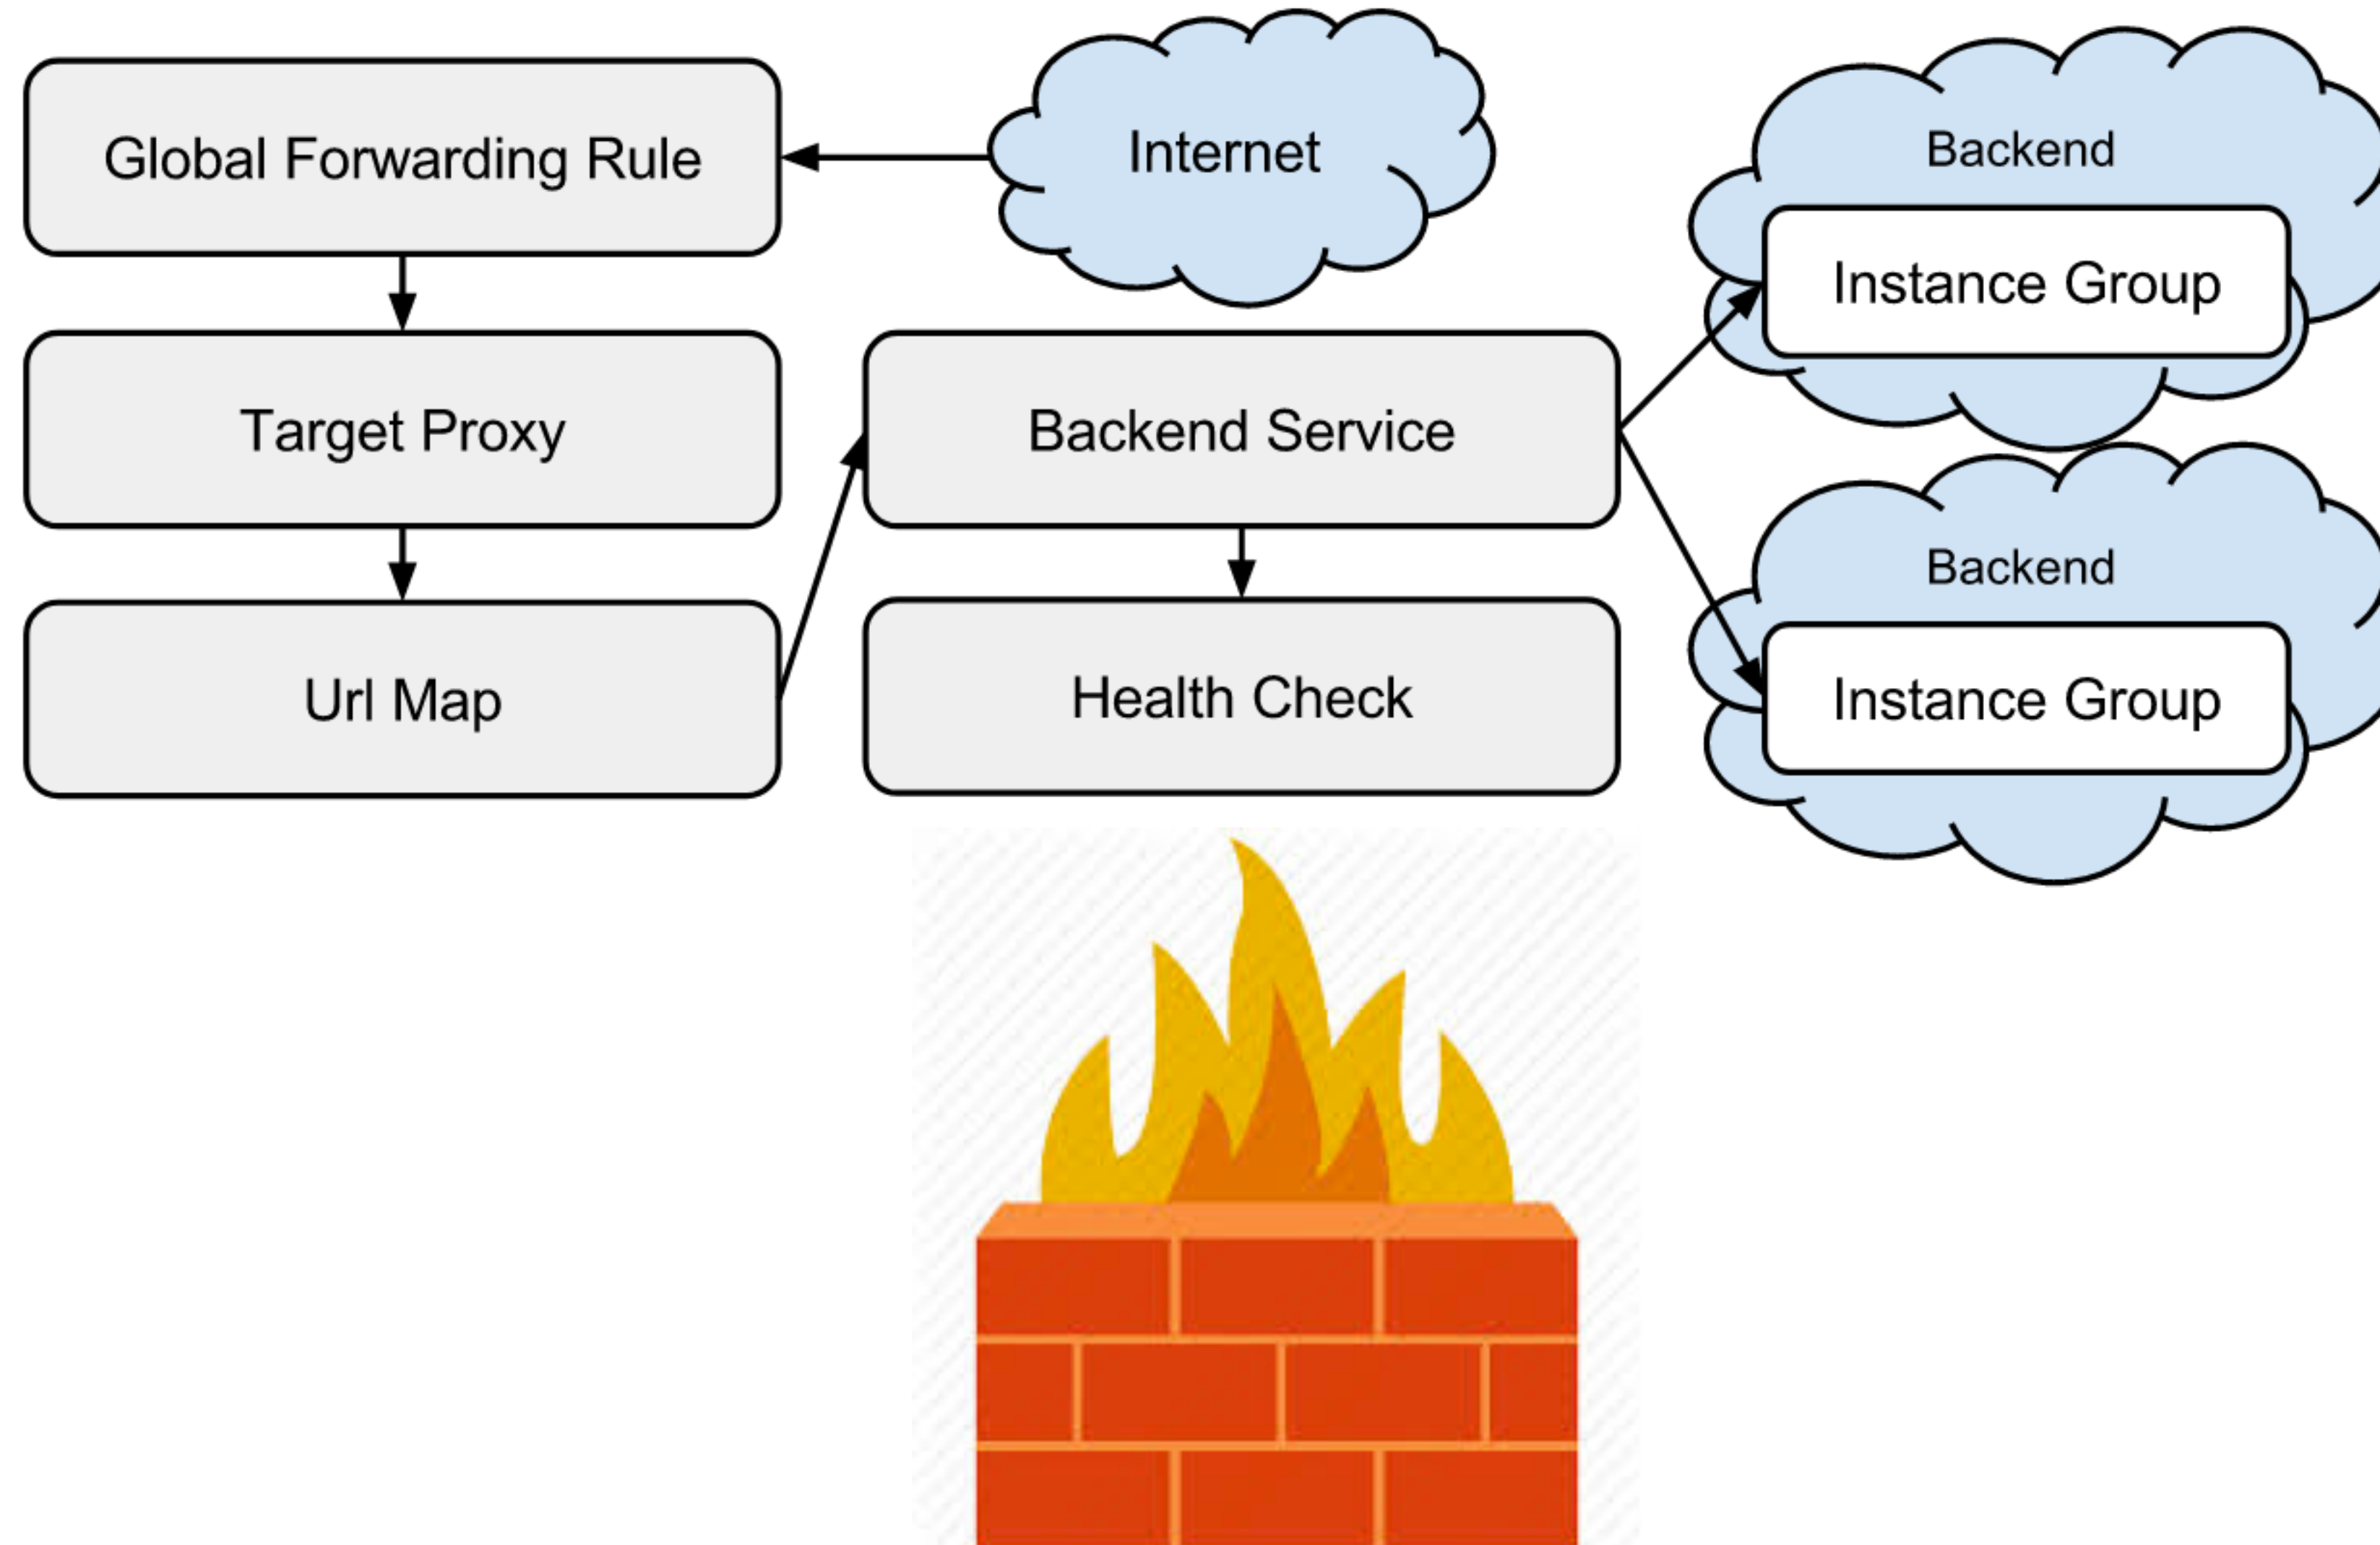 Global Forwarding Rule
Internet
Backend
Instance Group
Target Proxy
Backend Service
Backend
Instance Group
Url Map
Health Check